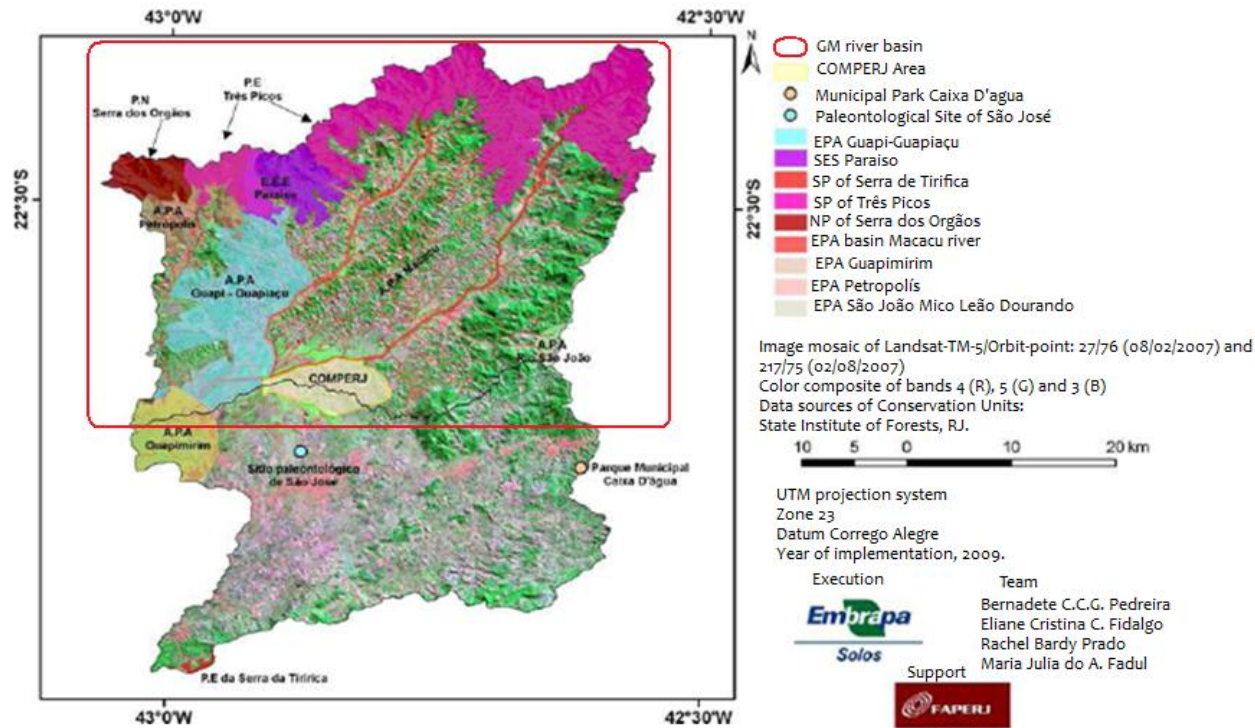 43°0'W
42°30'W
N
22°30'S
22°30'S
P.N
Serra dos Orgãos
P.E
Três Picos
E.E.E
Paraiso
A.P.A
Petropolis
A.P.A
Guapi - Guapiaçu
A.P.A Macacu
A.P.A
Rio São João
COMPERJ
A.P.A
Guapimirim
Sitio paleontológico
de São José
Parque Municipal
Caixa D'água
P.E da Serra da Tiririca
43°0'W
42°30'W
GM river basin
COMPERJ Area
Municipal Park Caixa D'agua
Paleontological Site of São José
EPA Guapi-Guapiaçu
SES Paraiso
SP of Serra de Tirifica
SP of Três Picos
NP of Serra dos Orgãos
EPA basin Macacu river
EPA Guapimirim
EPA Petropolís
EPA São João Mico Leão Dourando
Image mosaic of Landsat-TM-5/Orbit-point: 27/76 (08/02/2007) and
217/75 (02/08/2007)
Color composite of bands 4 (R), 5 (G) and 3 (B)
Data sources of Conservation Units:
State Institute of Forests, RJ.
10 5 0 10 20 km
UTM projection system
Zone 23
Datum Corrego Alegre
Year of implementation, 2009.
Execution
Embrapa
Solos
Team
Bernadete C.C.G. Pedreira
Eliane Cristina C. Fidalgo
Rachel Bardy Prado
Maria Julia do A. Fadul
Support
FAPERJ